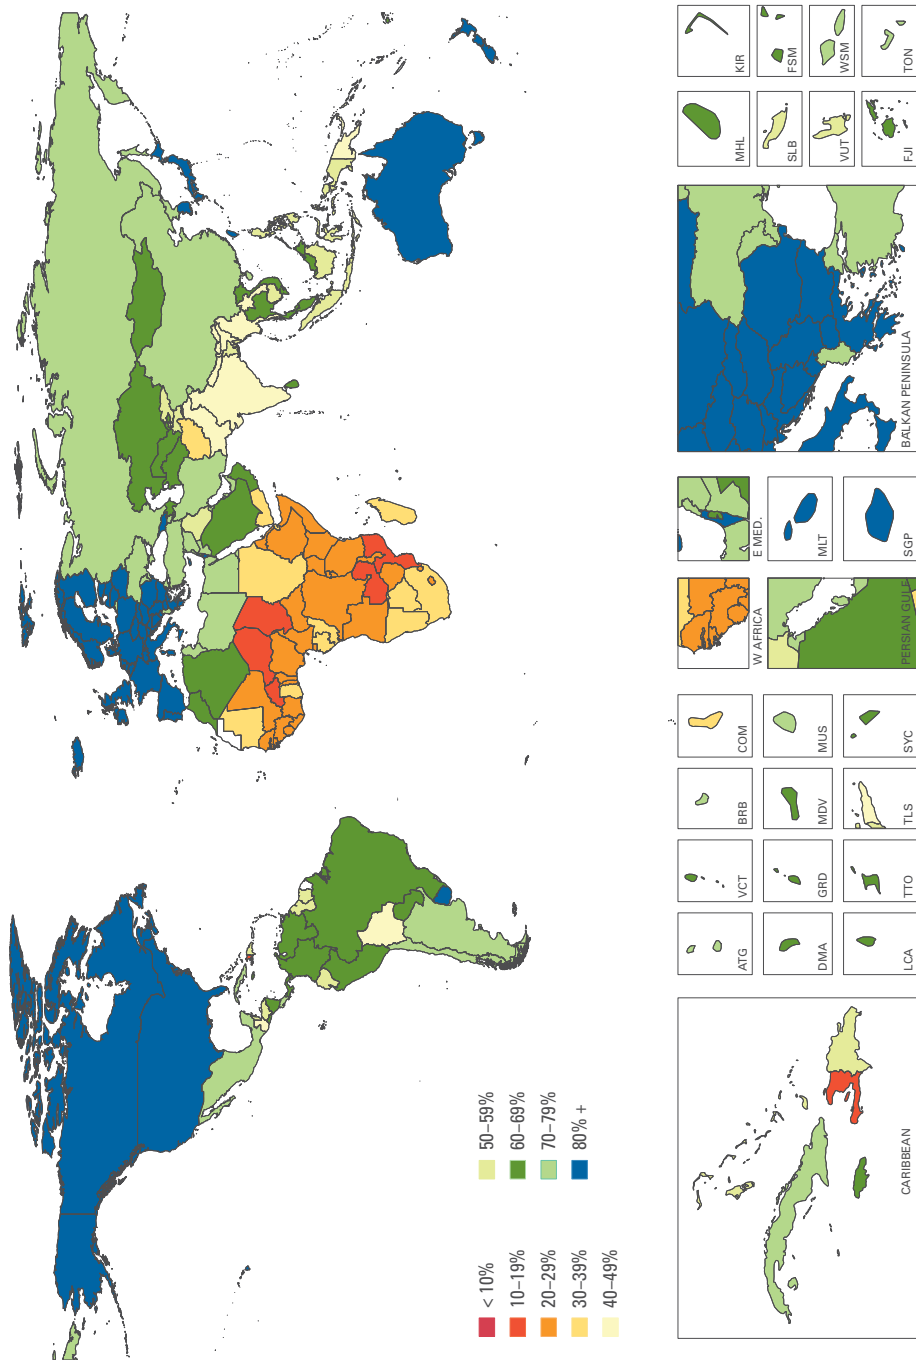 < 10%
10–19%
20–29%
30–39%
40–49%
50–59%
60–69%
70–79%
80% +
CARIBBEAN
ATG
VCT
BRB
COM
DMA
GRD
MDV
MUS
LCA
TTO
TLS
SYC
W AFRICA
E MED.
PERSIAN GULF
MLT
SGP
BALKAN PENINSULA
MHL
KIR
SLB
FSM
VUT
WSM
FJI
TON